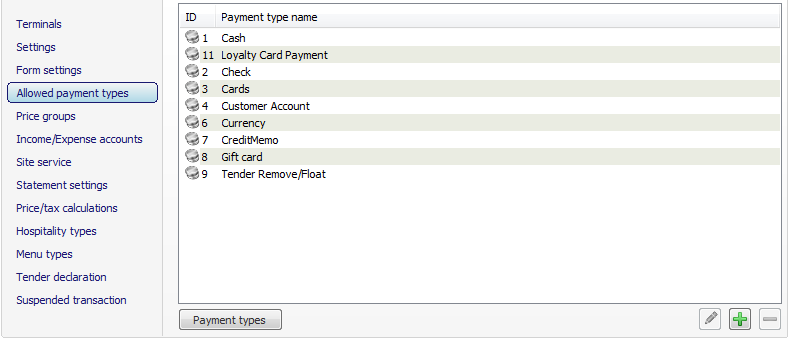 Terminals
Settings
Form settings
Allowed payment types
Price groups
Income/Expense accounts
Site service
Statement settings
Price/tax calculations
Hospitality types
Menu types
Tender declaration
Suspended transaction
ID Payment type name
1 Cash
11 Loyalty Card Payment
2 Check
3 Cards
4 Customer Account
6 Currency
7 CreditMemo
8 Gift card
9 Tender Remove/Float
Payment types